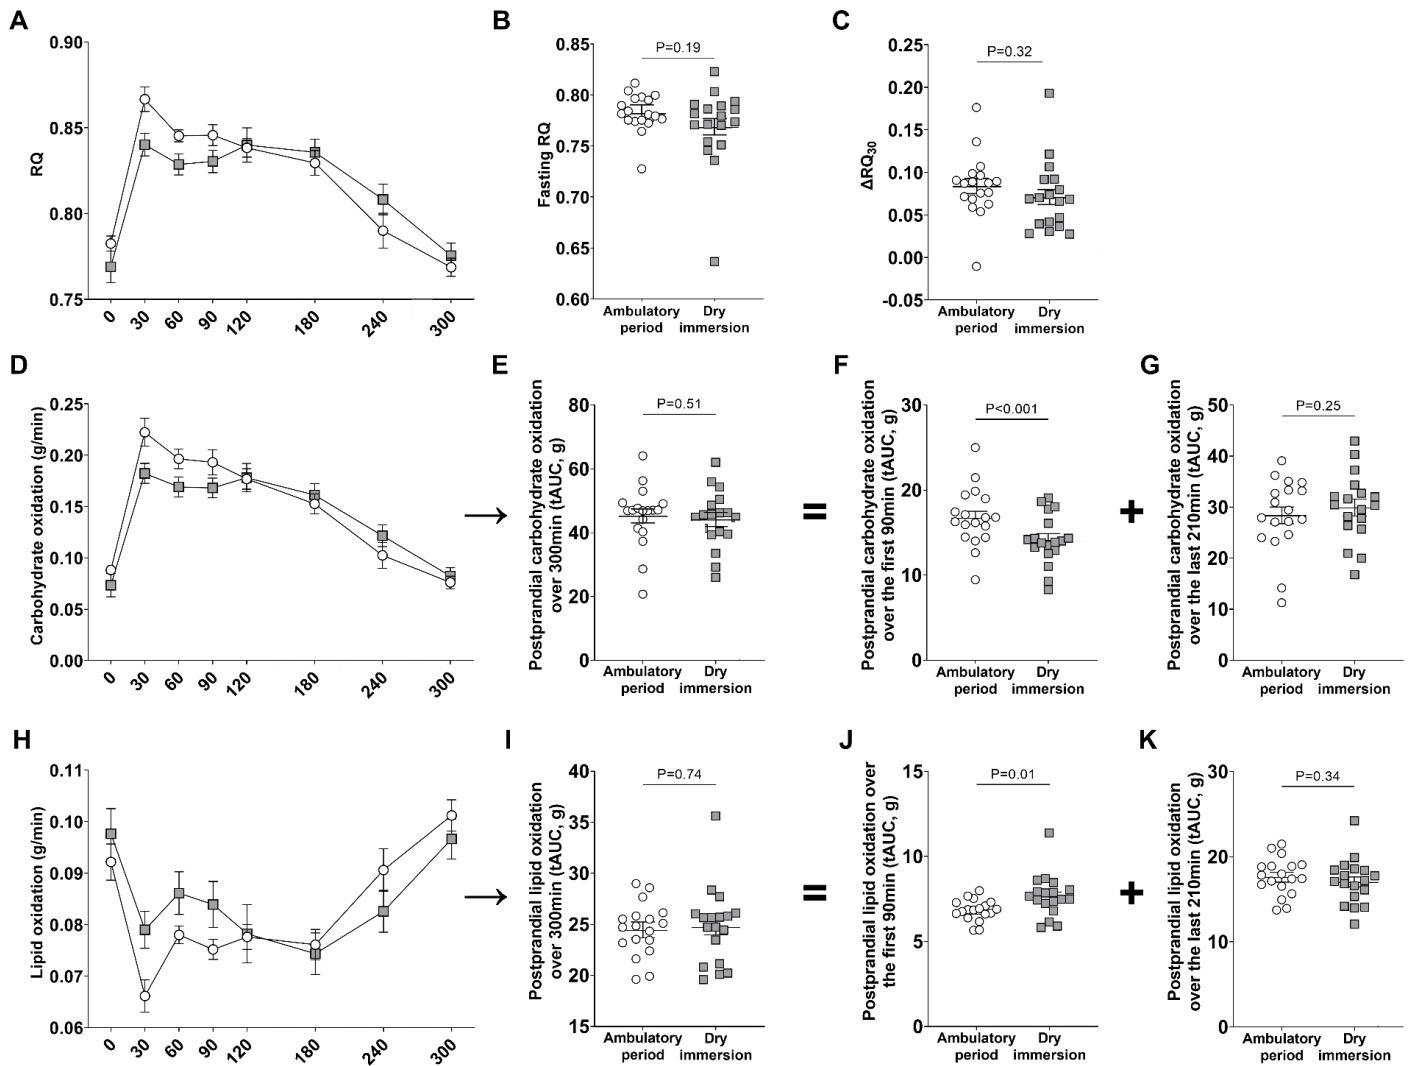 A
RQ
0.90
0.85
0.80
0.75
0 30 60 90 120 180 240 300
B
Fasting RQ
0.85
0.80
0.75
0.70
0.65
0.60
P=0.19
Ambulatory period
Dry immersion
C
ΔRQ30
0.25
0.20
0.15
0.10
0.05
0.00
-0.05
P=0.32
Ambulatory period
Dry immersion
D
Carbohydrate oxidation (g/min)
0.25
0.20
0.15
0.10
0.05
0.00
0 30 60 90 120 180 240 300
E
Postprandial carbohydrate oxidation
over 300min (tAUC, g)
80
60
40
20
0
P=0.51
Ambulatory period
Dry immersion
=
F
Postprandial carbohydrate oxidation
over the first 90min (tAUC, g)
30
20
10
0
P<0.001
Ambulatory period
Dry immersion
+
G
Postprandial carbohydrate oxidation
over the last 210min (tAUC, g)
50
40
30
20
10
0
P=0.25
Ambulatory period
Dry immersion
H
Lipid oxidation (g/min)
0.11
0.10
0.09
0.08
0.07
0.06
0 30 60 90 120 180 240 300
I
Postprandial lipid oxidation
over 300min (tAUC, g)
40
35
30
25
20
15
P=0.74
Ambulatory period
Dry immersion
=
J
Postprandial lipid oxidation over
the first 90min (tAUC, g)
15
10
5
0
P=0.01
Ambulatory period
Dry immersion
+
K
Postprandial lipid oxidation
over the last 210min (tAUC, g)
30
20
10
0
P=0.34
Ambulatory period
Dry immersion